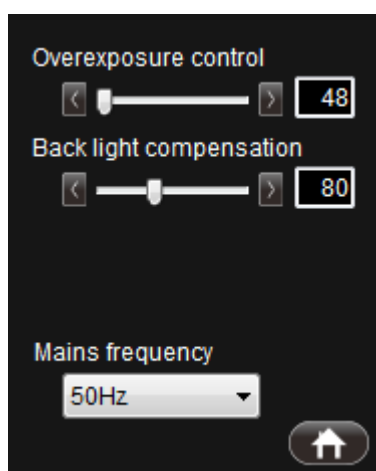 Overexposure control
48
Back light compensation
80
Mains frequency
50Hz